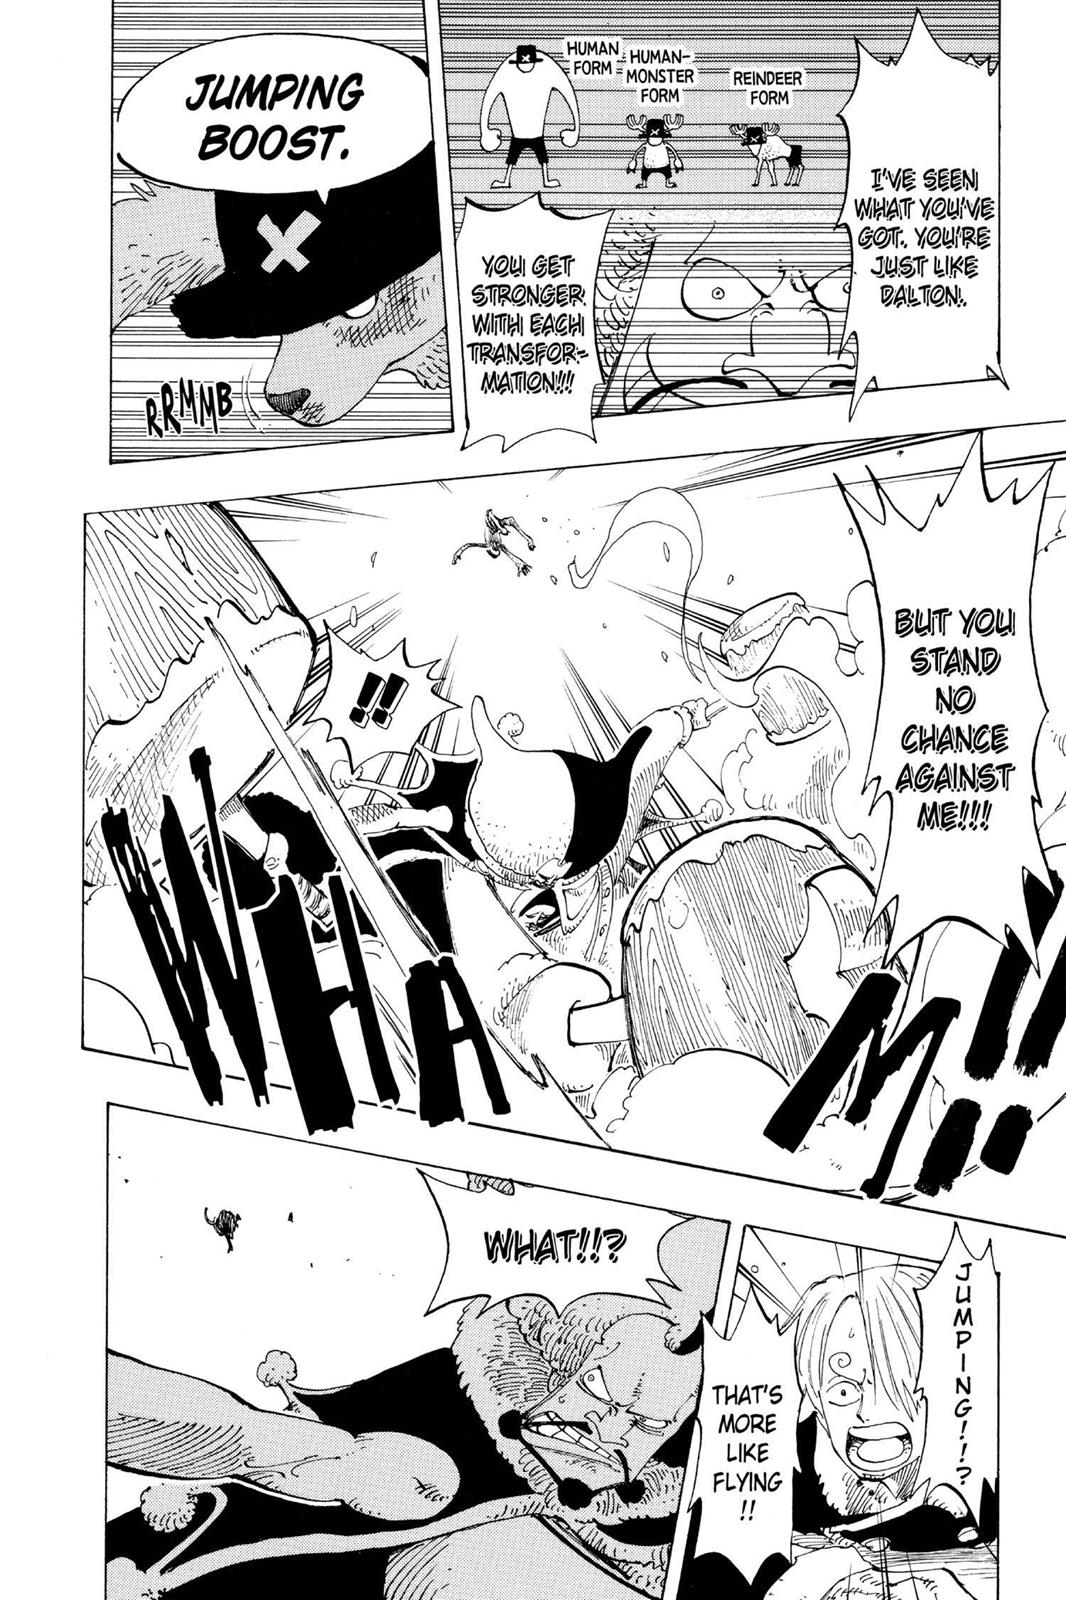 I'VE SEEN
WHAT YOU'VE
GOT. YOU'RE
JUST LIKE
DALTON.
REINDEER
FORM
HUMAN-
MONSTER
FORM
HUMAN
FORM
YOU GET
STRONGER
WITH EACH
TRANSFOR-
MATION!!!
JUMPING
BOOST.
RRMMB
BUT YOU
STAND
NO
CHANCE
AGAINST
ME!!!
!!
WHAM!!
JUMPING!!?
THAT'S
MORE
LIKE
FLYING
!!
WHAT!!?